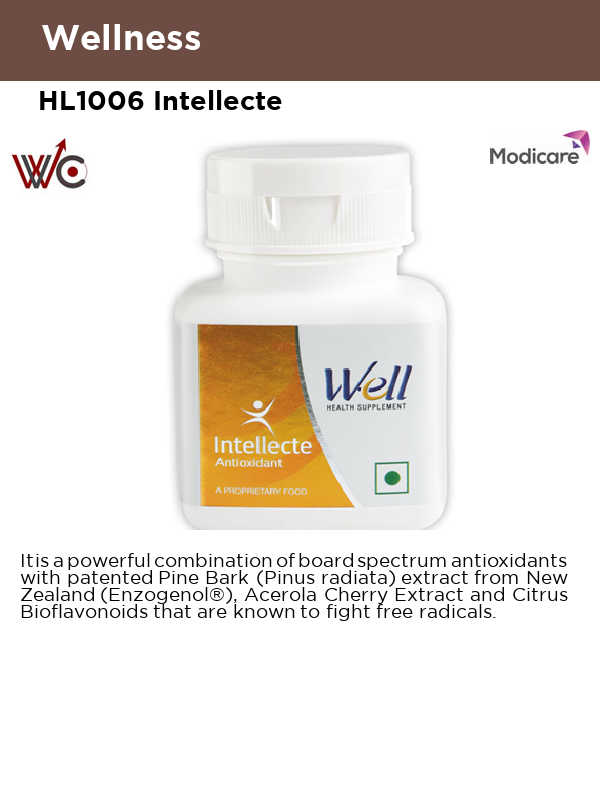 Wellness
HL1006 Intellecte
WC
Modicare
Well
HEALTH SUPPLEMENT
Intellecte
Antioxidant
A PROPRIETARY FOOD
It is a powerful combination of board spectrum antioxidants
with patented Pine Bark (Pinus radiata) extract from New
Zealand (Enzogenol®), Acerola Cherry Extract and Citrus
Bioflavonoids that are known to fight free radicals.